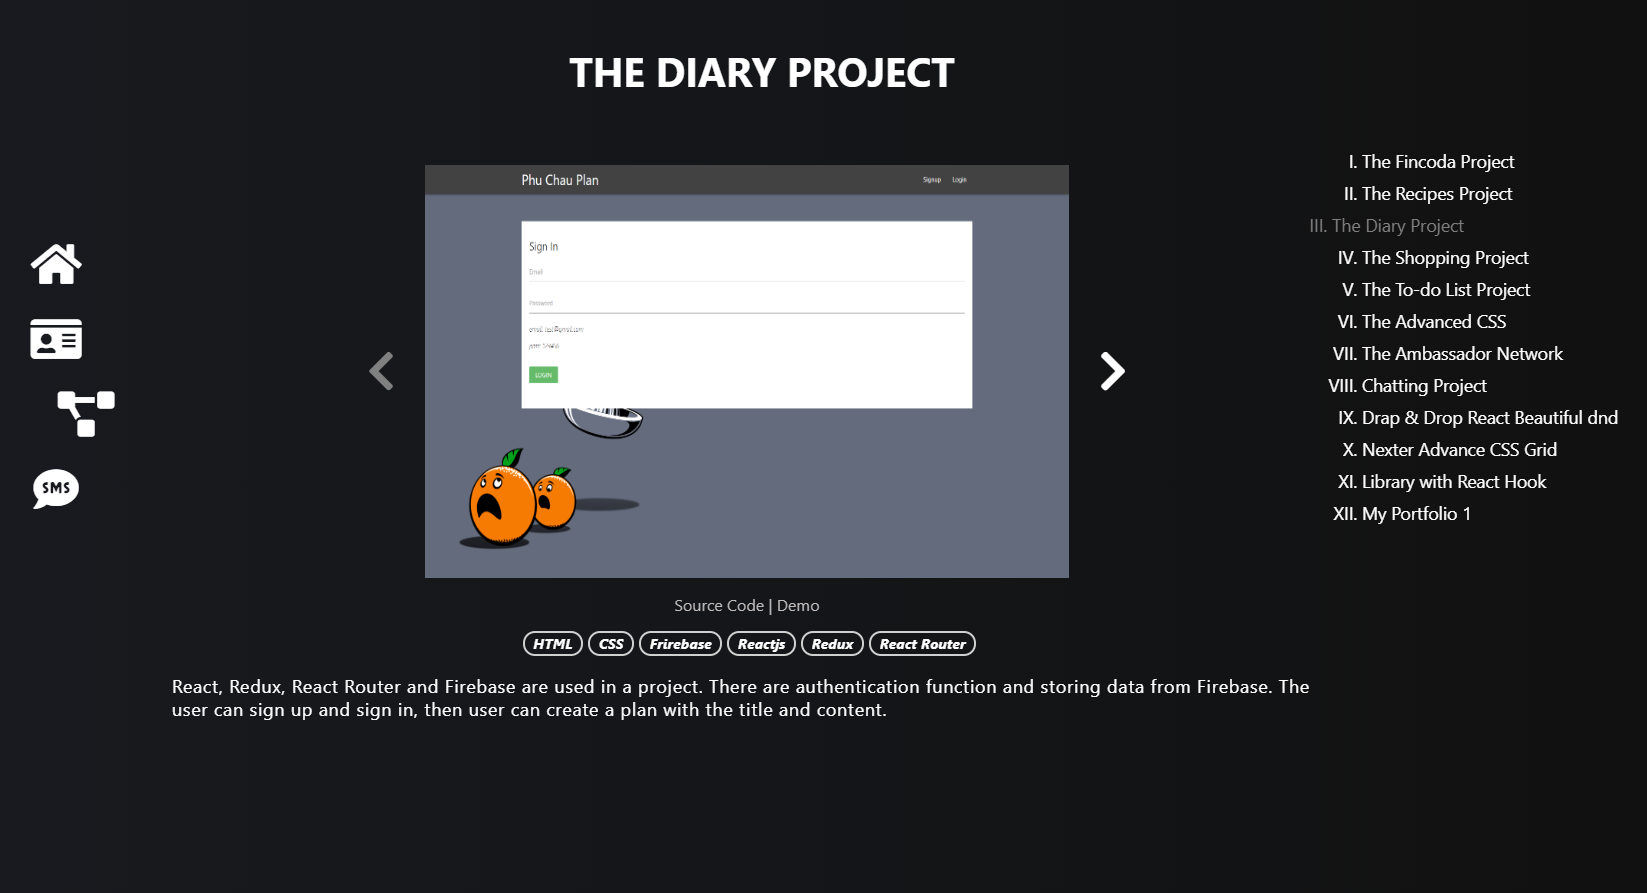 THE DIARY PROJECT
Phu Chau Plan
Signup Login
Sign In
Email
Password
email: test@gmail.com
pass: 123456
LOGIN
SMS
Source Code | Demo
HTML CSS Frirebase Reactjs Redux React Router
React, Redux, React Router and Firebase are used in a project. There are authentication function and storing data from Firebase. The
user can sign up and sign in, then user can create a plan with the title and content.
I. The Fincoda Project
II. The Recipes Project
III. The Diary Project
IV. The Shopping Project
V. The To-do List Project
VI. The Advanced CSS
VII. The Ambassador Network
VIII. Chatting Project
IX. Drap & Drop React Beautiful dnd
X. Nexter Advance CSS Grid
XI. Library with React Hook
XII. My Portfolio 1